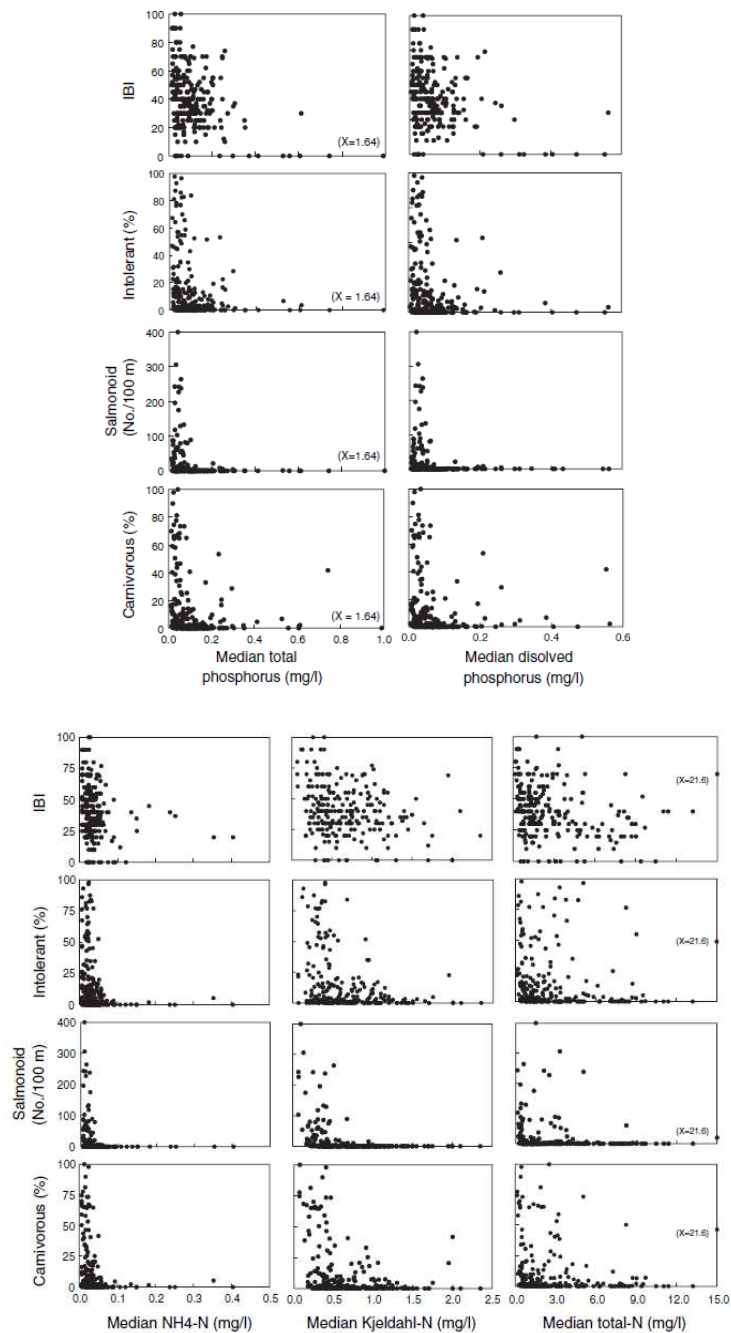 100
80
60
40
20
0
IBI
(X=1.64)
100
80
60
40
20
0
Intolerant (%)
(X = 1.64)
400
300
200
100
0
Salmonoid
(No./100 m)
(X=1.64)
100
80
60
40
20
0
Carnivorous (%)
(X = 1.64)
0.0 0.2 0.4 0.6 0.8 1.0
Median total
phosphorus (mg/l)
0.0 0.2 0.4 0.6
Median disolved
phosphorus (mg/l)
100
75
50
25
0
IBI
(X=21.6)
100
75
50
25
0
Intolerant (%)
(X=21.6)
400
300
200
100
0
Salmonoid
(No./100 m)
(X=21.6)
100
75
50
25
0
Carnivorous (%)
(X=21.6)
0.0 0.1 0.2 0.3 0.4 0.5
Median NH4-N (mg/l)
0.0 0.5 1.0 1.5 2.0 2.5
Median Kjeldahl-N (mg/l)
0.0 3.0 6.0 9.0 12.0 15.0
Median total-N (mg/l)